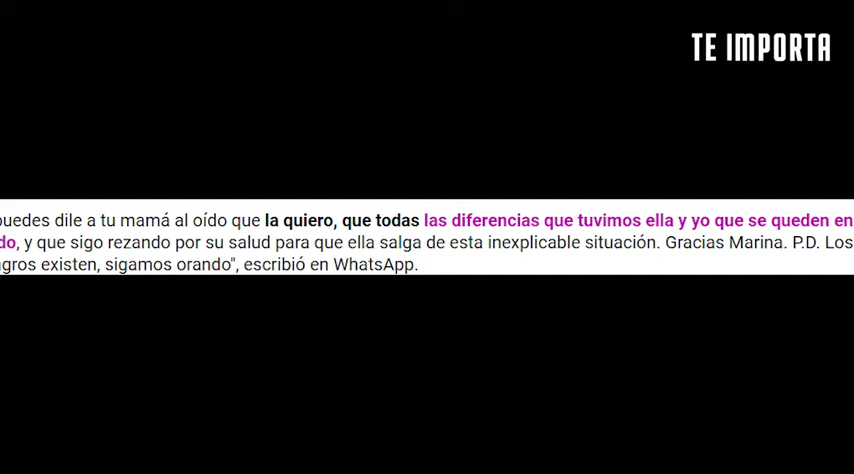 TE IMPORTA
puedes dile a tu mamá al oído que la quiero, que todas las diferencias que tuvimos ella y yo que se queden en
do, y que sigo rezando por su salud para que ella salga de esta inexplicable situación. Gracias Marina. P.D. Los
agros existen, sigamos orando", escribió en WhatsApp.